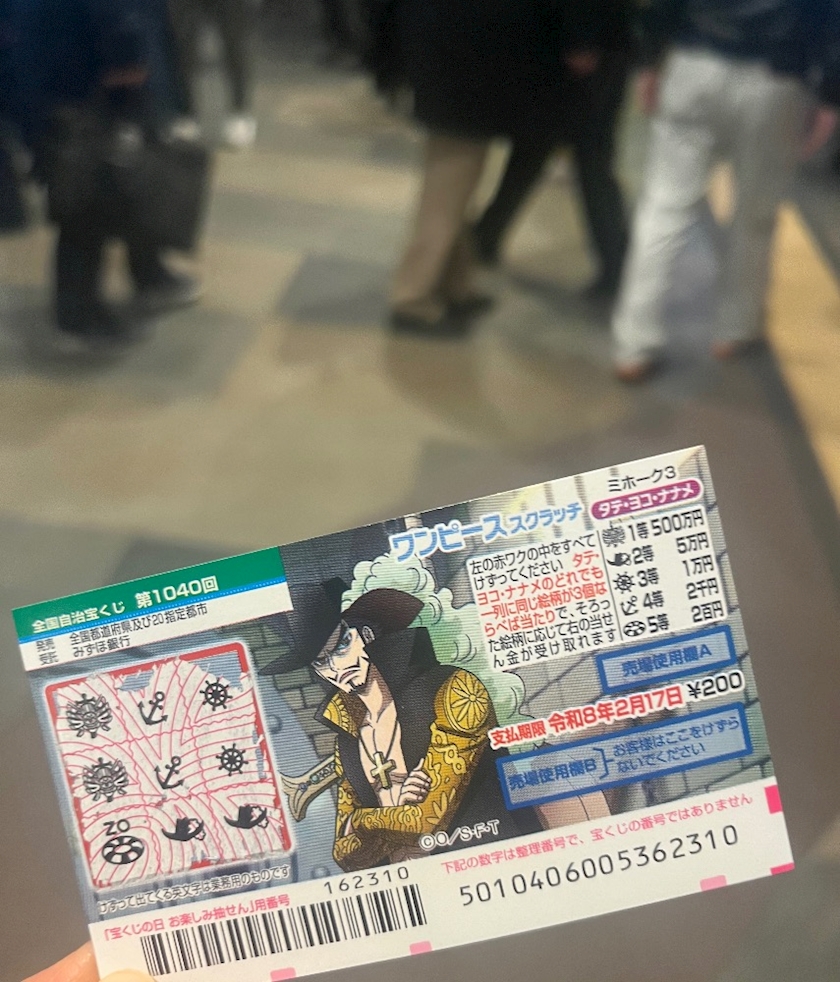 全国自治宝くじ 第1040回
発売 全国都道府県及び20指定都市
受託 みずほ銀行
ZO
けずって出てくる英文字は業務用のものです
「宝くじの日 お楽しみ抽せん」用番号
162310
ワンピース スクラッチ
ミホーク3
タテ・ヨコ・ナナメ
左の赤ワクの中をすべて
けずってください タテ・
ヨコ・ナナメのどれでも
一列に同じ絵柄が3個な
らべば当たりで、そろっ
た絵柄に応じて右の当せ
ん金が受け取れます
1等 500万円
2等 5万円
3等 1万円
4等 2千円
5等 2百円
売場使用欄A
支払期限 令和8年2月17日 ¥200
売場使用欄B
お客様はここをけずら
ないでください
©O/S・F・T
下記の数字は整理番号で、宝くじの番号ではありません
5010406005362310